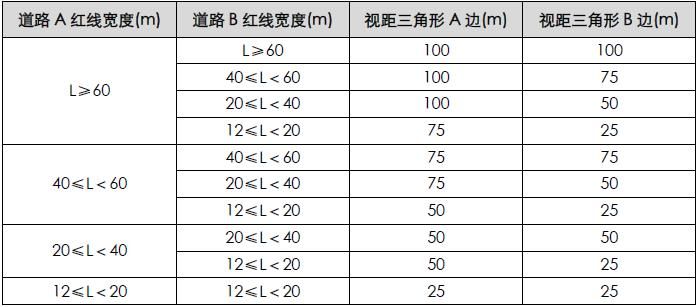 道路 A 红线宽度(m) 道路 B 红线宽度(m) 视距三角形 A 边(m) 视距三角形 B 边(m)
L≥60 L≥60 100 100
40≤L＜60 100 75
20≤L＜40 100 50
12≤L＜20 75 25
40≤L＜60 40≤L＜60 75 75
20≤L＜40 75 50
12≤L＜20 50 25
20≤L＜40 20≤L＜40 50 50
12≤L＜20 50 25
12≤L＜20 12≤L＜20 25 25